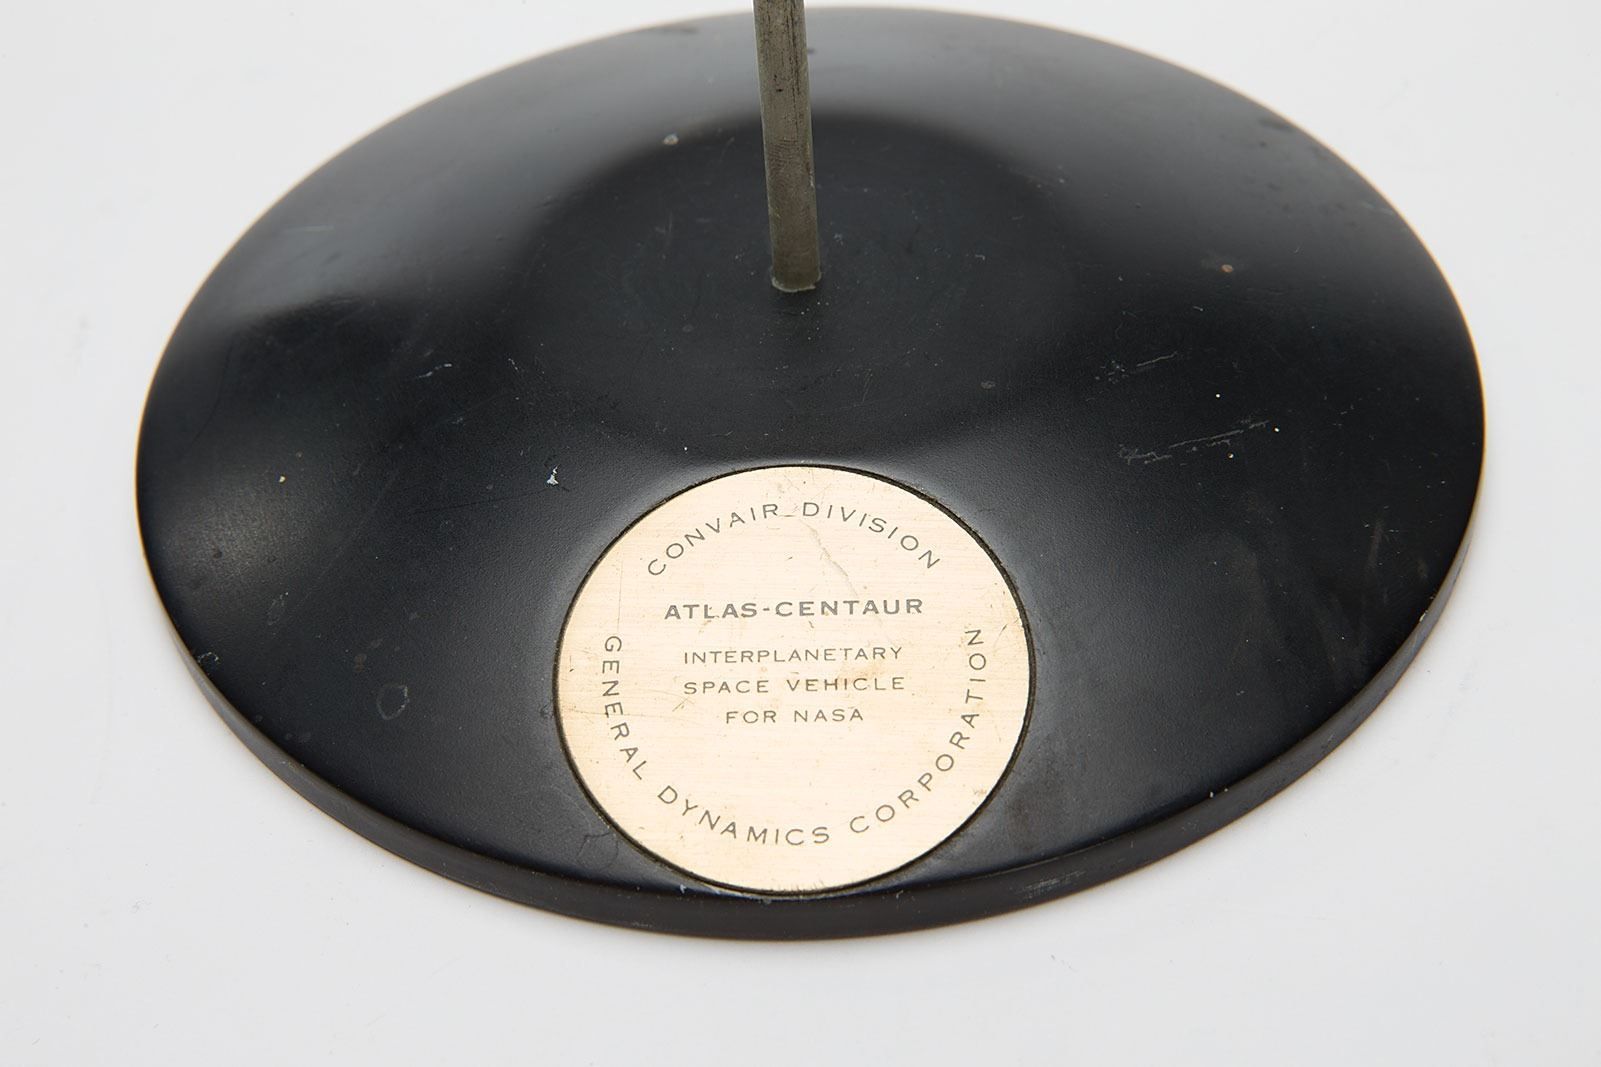 CONVAIR DIVISION
ATLAS-CENTAUR
INTERPLANETARY
SPACE VEHICLE
FOR NASA
GENERAL DYNAMICS CORPORATION